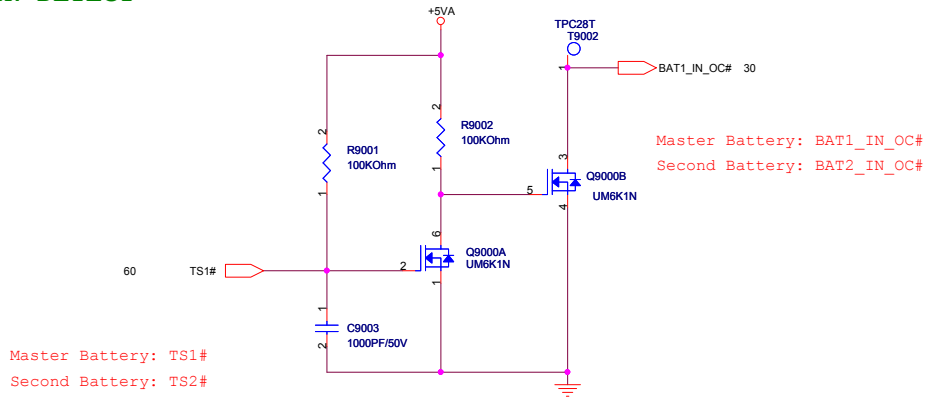 +5VA
TPC28T
T9002
1
BAT1_IN_OC# 30
2
R9001
100KOhm
1
2
R9002
100KOhm
1
Master Battery: BAT1_IN_OC#
Second Battery: BAT2_IN_OC#
3
Q9000B
5
UM6K1N
4
6
Q9000A
UM6K1N
2
1
60 TS1#
1
C9003
1000PF/50V
2
Master Battery: TS1#
Second Battery: TS2#